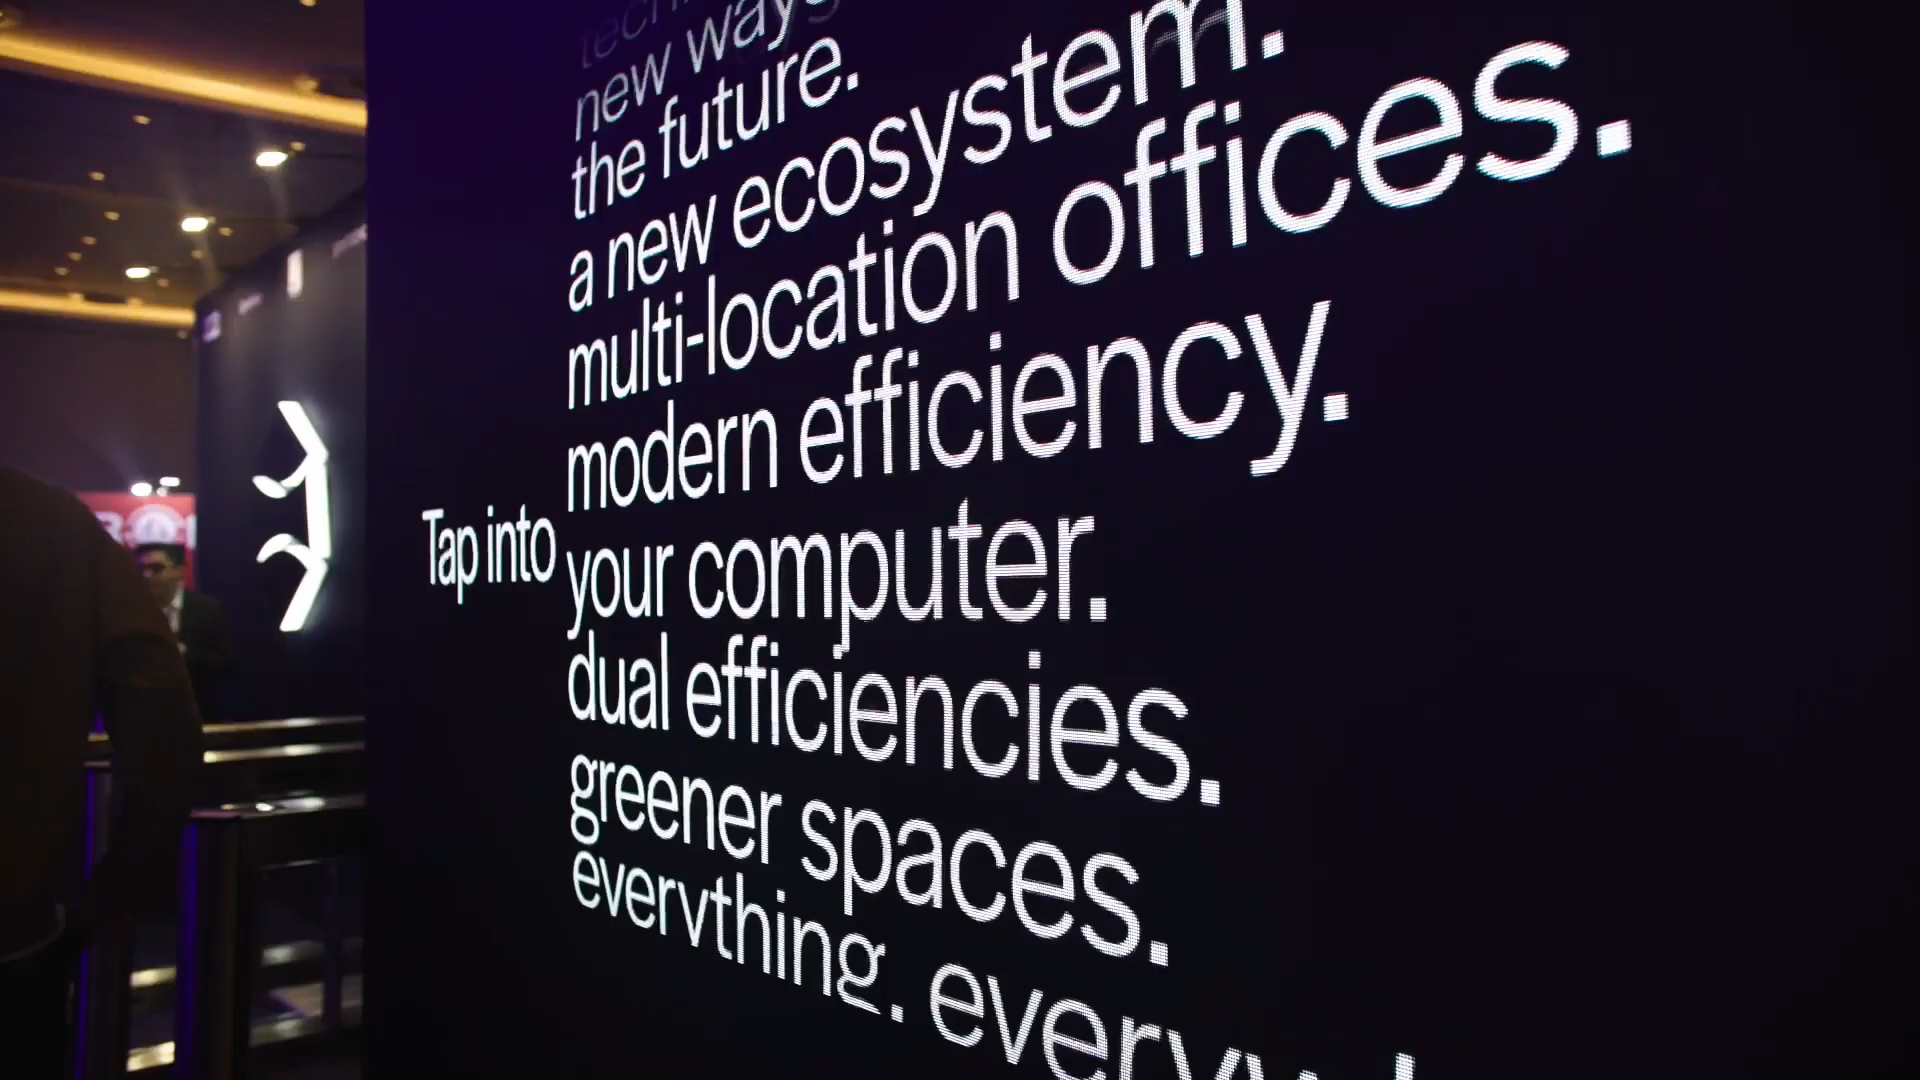 new ways
the future.
a new ecosystem.
multi-location offices.
modern efficiency.
Tap into your computer.
dual efficiencies.
greener spaces.
everything.